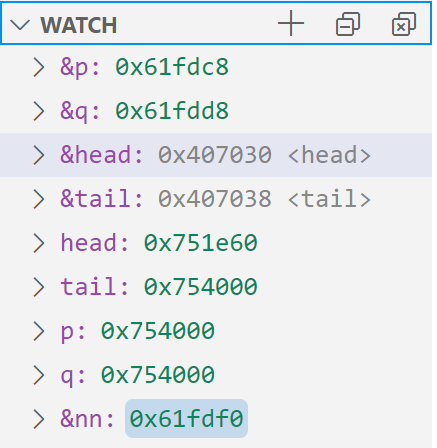 WATCH
&p: 0x61fdc8
&q: 0x61fdd8
&head: 0x407030 <head>
&tail: 0x407038 <tail>
head: 0x751e60
tail: 0x754000
p: 0x754000
q: 0x754000
&nn: 0x61fdf0